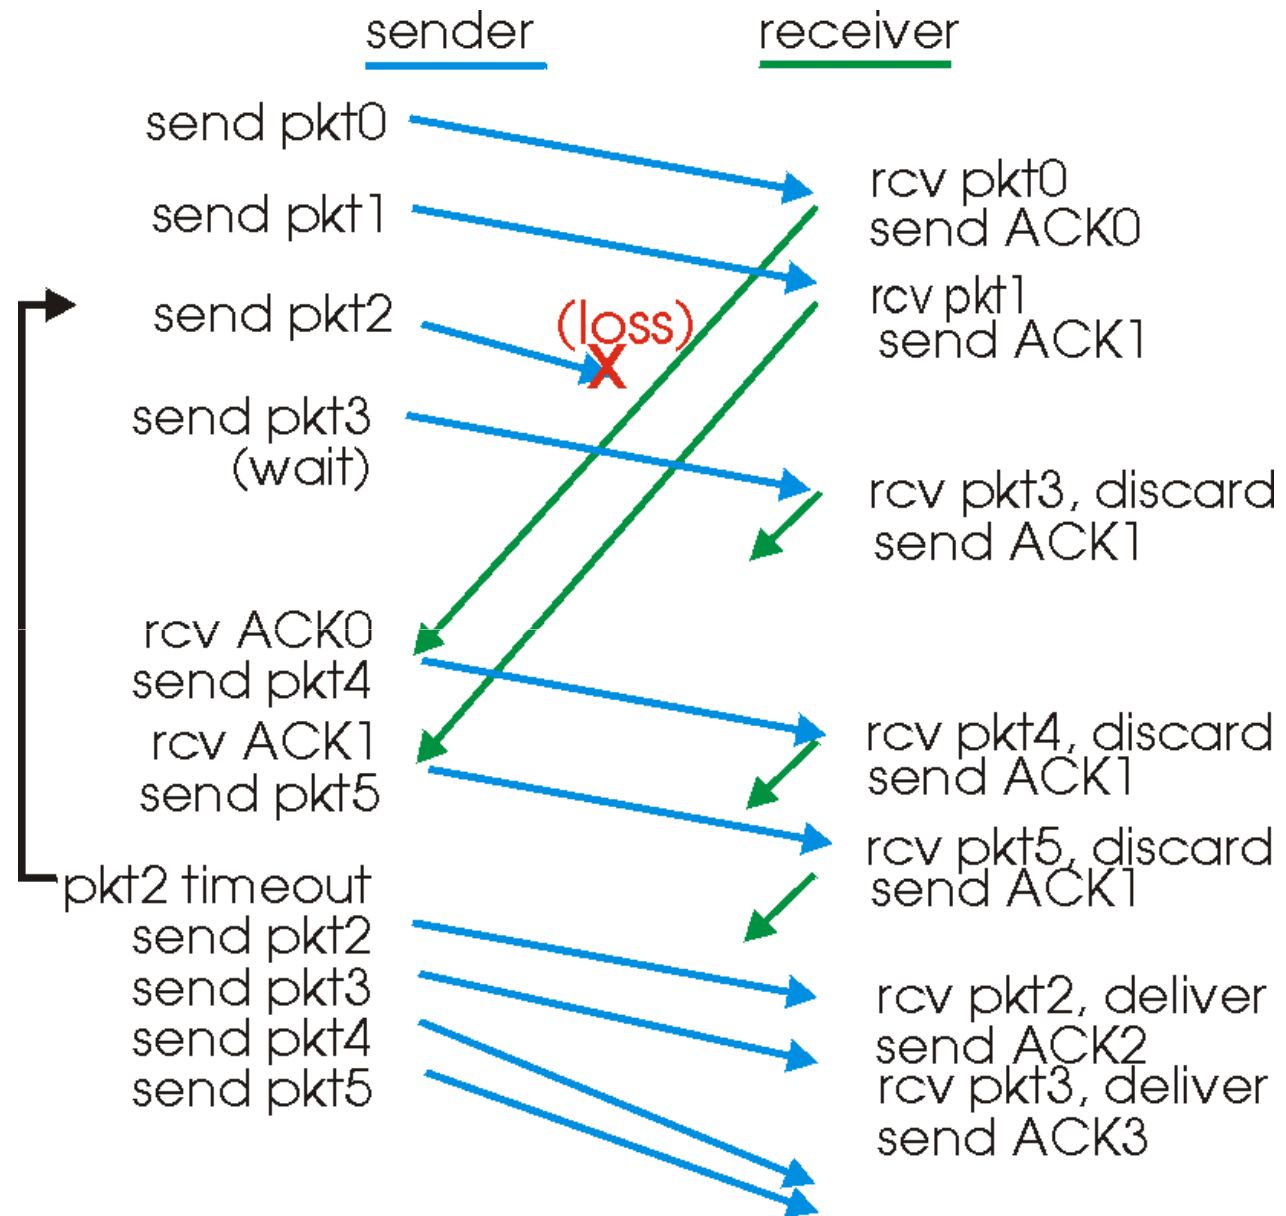 sender
receiver
send pkt0
send pkt1
send pkt2
(loss)
X
send pkt3
(wait)
rcv ACK0
send pkt4
rcv ACK1
send pkt5
pkt2 timeout
send pkt2
send pkt3
send pkt4
send pkt5
rcv pkt0
send ACK0
rcv pkt1
send ACK1
rcv pkt3, discard
send ACK1
rcv pkt4, discard
send ACK1
rcv pkt5, discard
send ACK1
rcv pkt2, deliver
send ACK2
rcv pkt3, deliver
send ACK3